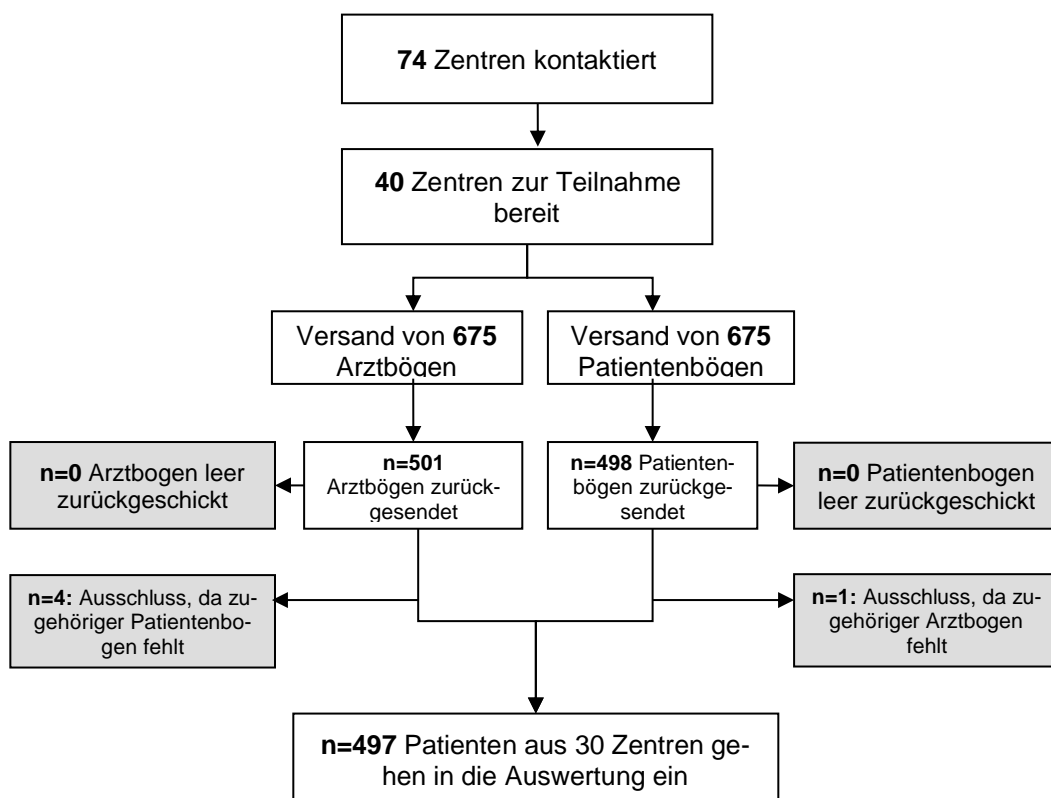 74 Zentren kontaktiert
40 Zentren zur Teilnahme
bereit
Versand von 675
Arztbögen
Versand von 675
Patientenbögen
n=0 Arztbogen leer
zurückgeschickt
n=501
Arztbögen zurück-
gesendet
n=498 Patienten-
bögen zurückge-
sendet
n=0 Patientenbogen
leer zurückgeschickt
n=4: Ausschluss, da zu-
gehöriger Patientenbo-
gen fehlt
n=1: Ausschluss, da zu-
gehöriger Arztbogen
fehlt
n=497 Patienten aus 30 Zentren ge-
hen in die Auswertung ein